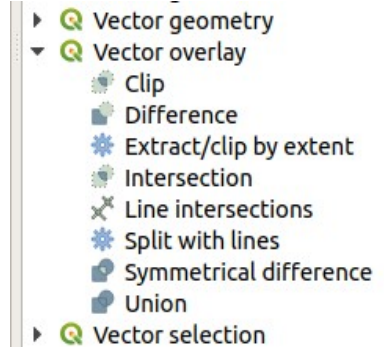 Vector geometry
Vector overlay
Clip
Difference
Extract/clip by extent
Intersection
Line intersections
Split with lines
Symmetrical difference
Union
Vector selection